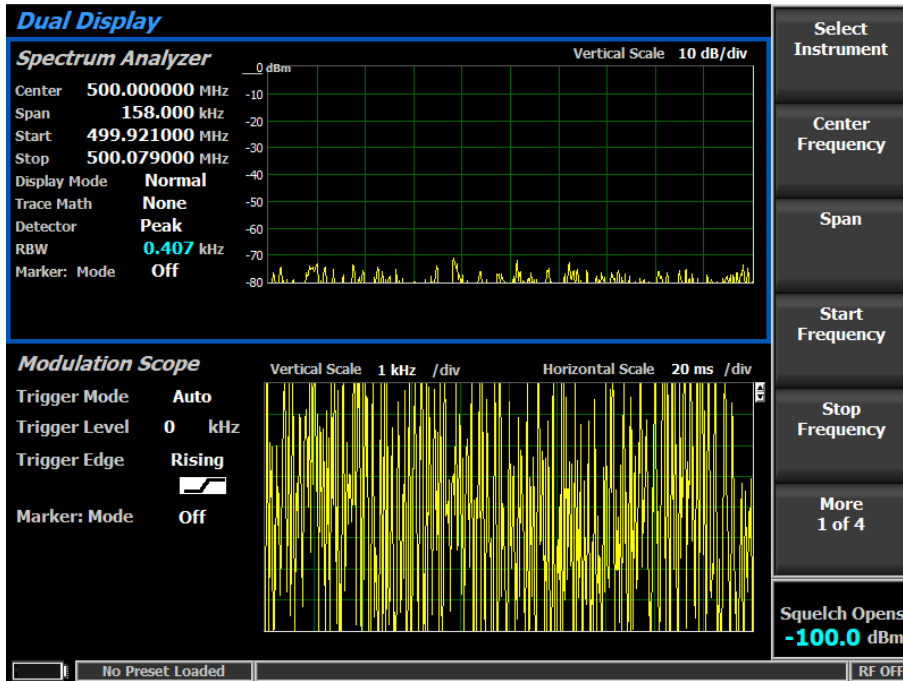 Dual Display
Spectrum Analyzer
Vertical Scale 10 dB/div
0 dBm
Center 500.000000 MHz
-10
Span 158.000 kHz
-20
Start 499.921000 MHz
-30
Stop 500.079000 MHz
-40
Display Mode Normal
-50
Trace Math None
-60
Detector Peak
-70
RBW 0.407 kHz
-80
Marker: Mode Off
Modulation Scope
Vertical Scale 1 kHz /div
Horizontal Scale 20 ms /div
Trigger Mode Auto
Trigger Level 0 kHz
Trigger Edge Rising
Marker: Mode Off
Select
Instrument
Center
Frequency
Span
Start
Frequency
Stop
Frequency
More
1 of 4
Squelch Opens
-100.0 dBm
No Preset Loaded
RF OFF